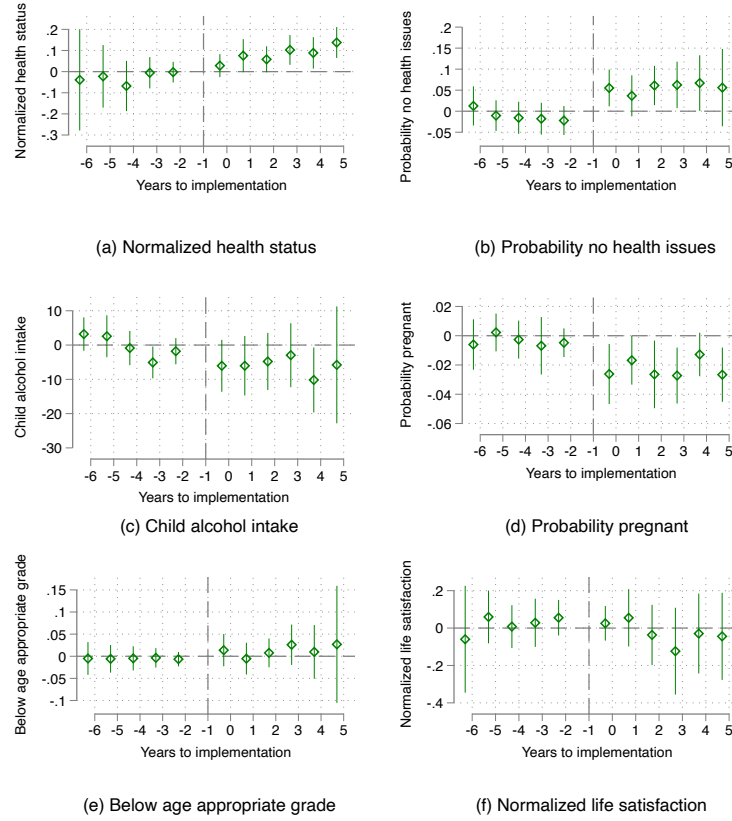 Normalized health status
.2
.1
0
-.1
-.2
-.3
-6 -5 -4 -3 -2 -1 0 1 2 3 4 5
Years to implementation
(a) Normalized health status
Probability no health issues
.2
.15
.1
.05
0
-.05
-6 -5 -4 -3 -2 -1 0 1 2 3 4 5
Years to implementation
(b) Probability no health issues
Child alcohol intake
10
0
-10
-20
-30
-6 -5 -4 -3 -2 -1 0 1 2 3 4 5
Years to implementation
(c) Child alcohol intake
Probability pregnant
.02
0
-.02
-.04
-.06
-6 -5 -4 -3 -2 -1 0 1 2 3 4 5
Years to implementation
(d) Probability pregnant
Below age appropriate grade
.15
.1
.05
0
-.05
-.1
-6 -5 -4 -3 -2 -1 0 1 2 3 4 5
Years to implementation
(e) Below age appropriate grade
Normalized life satisfaction
.2
0
-.2
-.4
-6 -5 -4 -3 -2 -1 0 1 2 3 4 5
Years to implementation
(f) Normalized life satisfaction